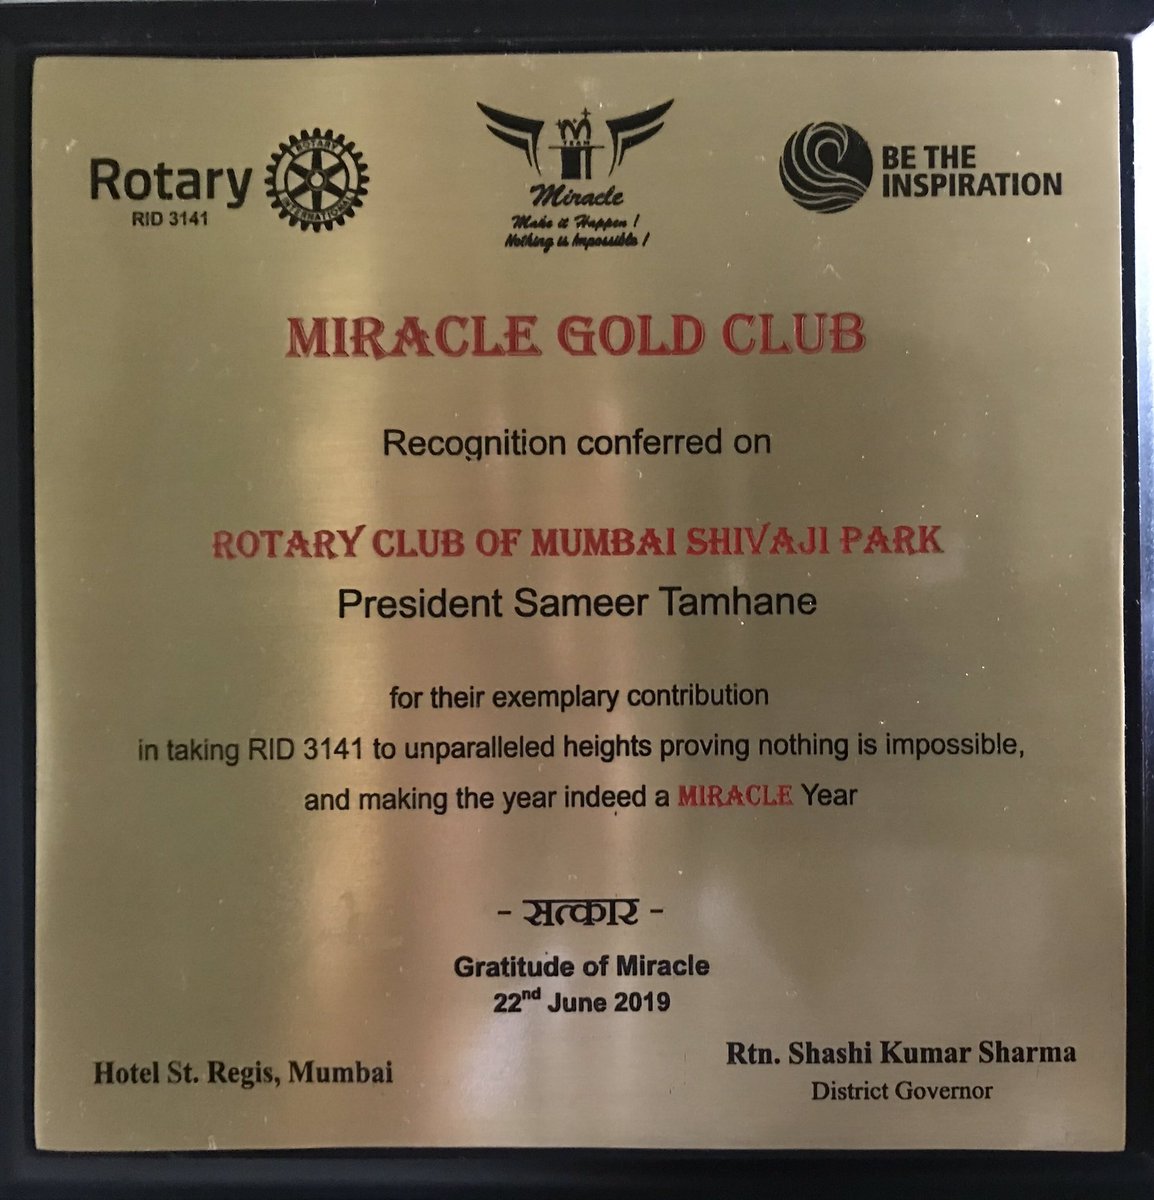 Rotary
RID 3141
ROTARY
INTERNATIONAL
TEAM
Miracle
Make it Happen !
Nothing is Impossible !
BE THE
INSPIRATION
MIRACLE GOLD CLUB
Recognition conferred on
ROTARY CLUB OF MUMBAI SHIVAJI PARK
President Sameer Tamhane
for their exemplary contribution
in taking RID 3141 to unparalleled heights proving nothing is impossible,
and making the year indeed a MIRACLE Year
- सत्कार -
Gratitude of Miracle
22nd June 2019
Hotel St. Regis, Mumbai
Rtn. Shashi Kumar Sharma
District Governor